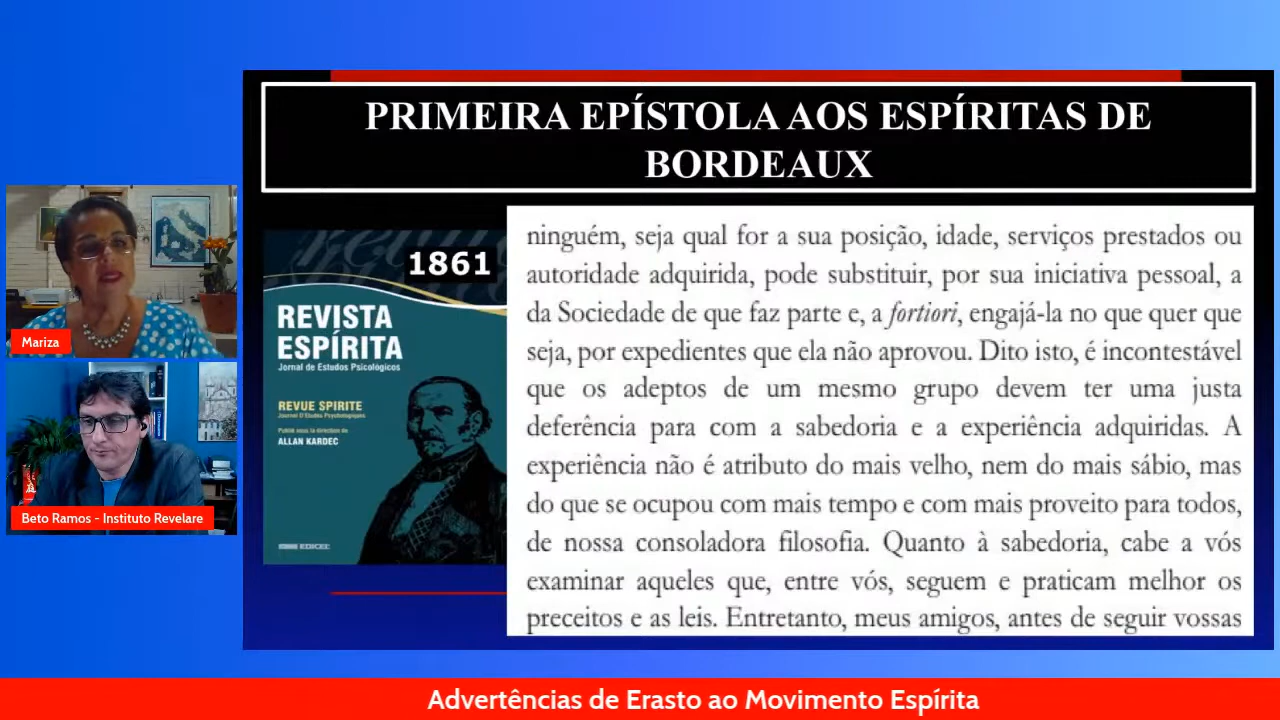 PRIMEIRA EPÍSTOLA AOS ESPÍRITAS DE
BORDEAUX
1861
REVISTA
ESPÍRITA
Jornal de Estudos Psicológicos
REVUE SPIRITE
Journal D'Études Psychologiques
ALLAN KARDEC
EDICEL
ninguém, seja qual for a sua posição, idade, serviços prestados ou
autoridade adquirida, pode substituir, por sua iniciativa pessoal, a
da Sociedade de que faz parte e, a fortiori, engajá-la no que quer que
seja, por expedientes que ela não aprovou. Dito isto, é incontestável
que os adeptos de um mesmo grupo devem ter uma justa
deferência para com a sabedoria e a experiência adquiridas. A
experiência não é atributo do mais velho, nem do mais sábio, mas
do que se ocupou com mais tempo e com mais proveito para todos,
de nossa consoladora filosofia. Quanto à sabedoria, cabe a vós
examinar aqueles que, entre vós, seguem e praticam melhor os
preceitos e as leis. Entretanto, meus amigos, antes de seguir vossas
Mariza
Beto Ramos - Instituto Revelare
Advertências de Erasto ao Movimento Espírita